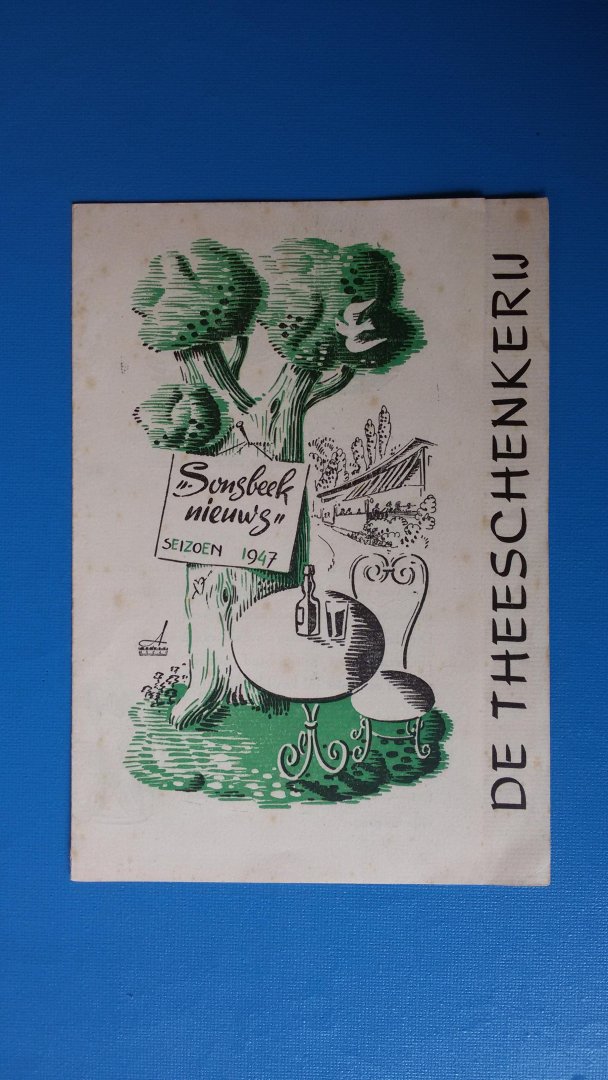 „Sonsbeek
nieuws"
SEIZOEN 1947
DE THEESCHENKERIJ